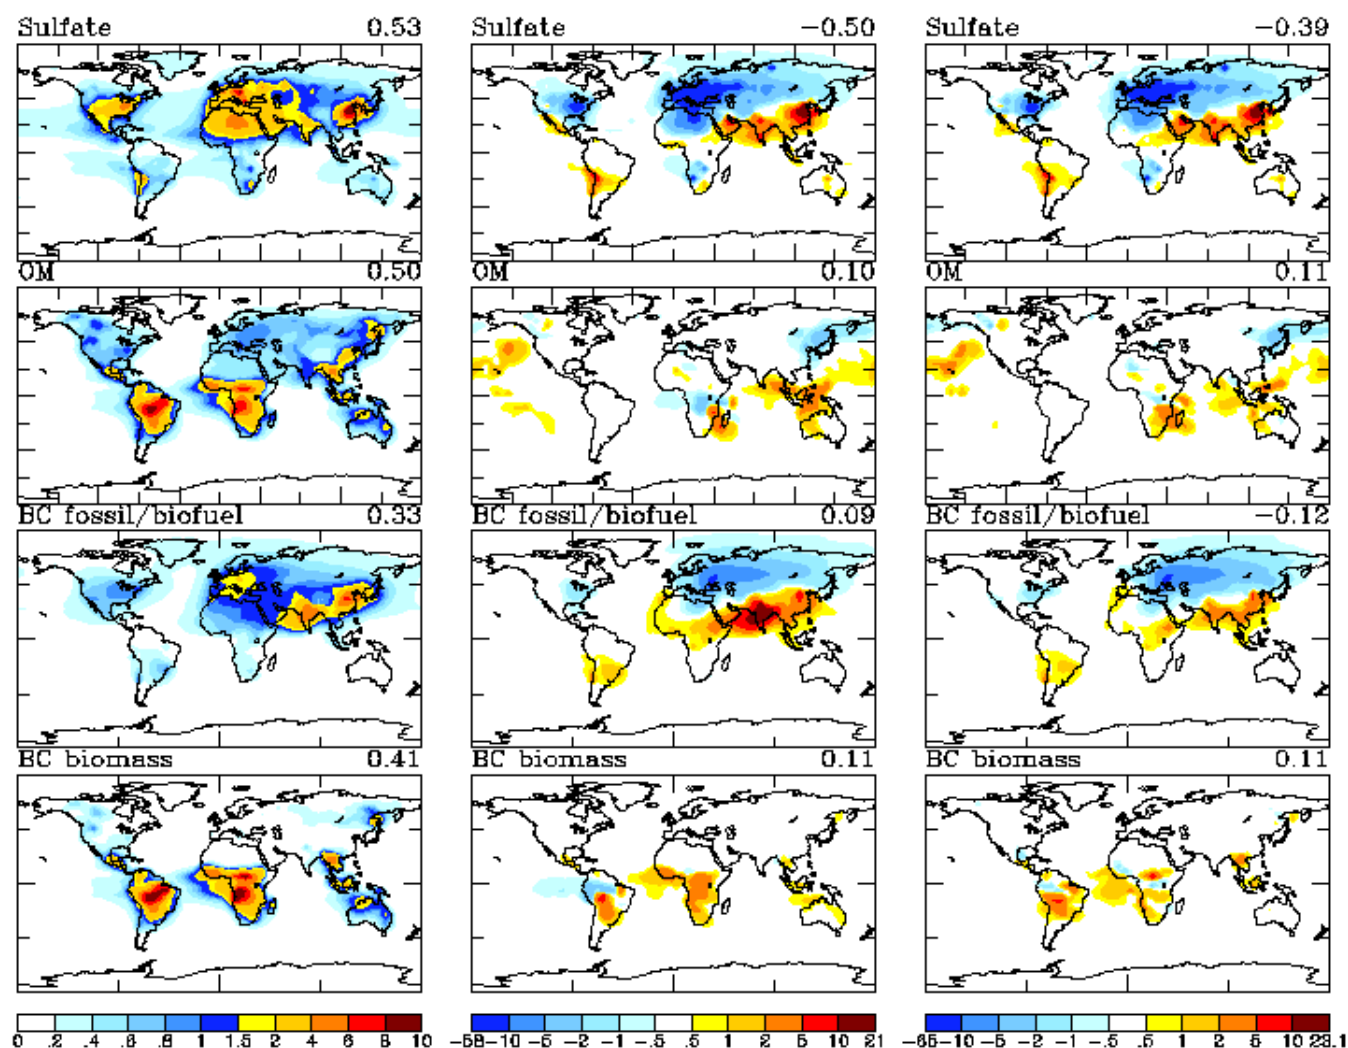 Sulfate 0.53 Sulfate −0.50 Sulfate −0.39
OM 0.50 OM 0.10 OM 0.11
BC fossil/biofuel 0.33 BC fossil/biofuel 0.09 BC fossil/biofuel −0.12
BC biomass 0.41 BC biomass 0.11 BC biomass 0.11
0 .2 .4 .6 .8 1 1.5 2 4 6 8 10 −10 −5 −2 −1 −.5 .5 1 2 5 10 21 −10 −5 −2 −1 −.5 .5 1 2 5 10 23.1